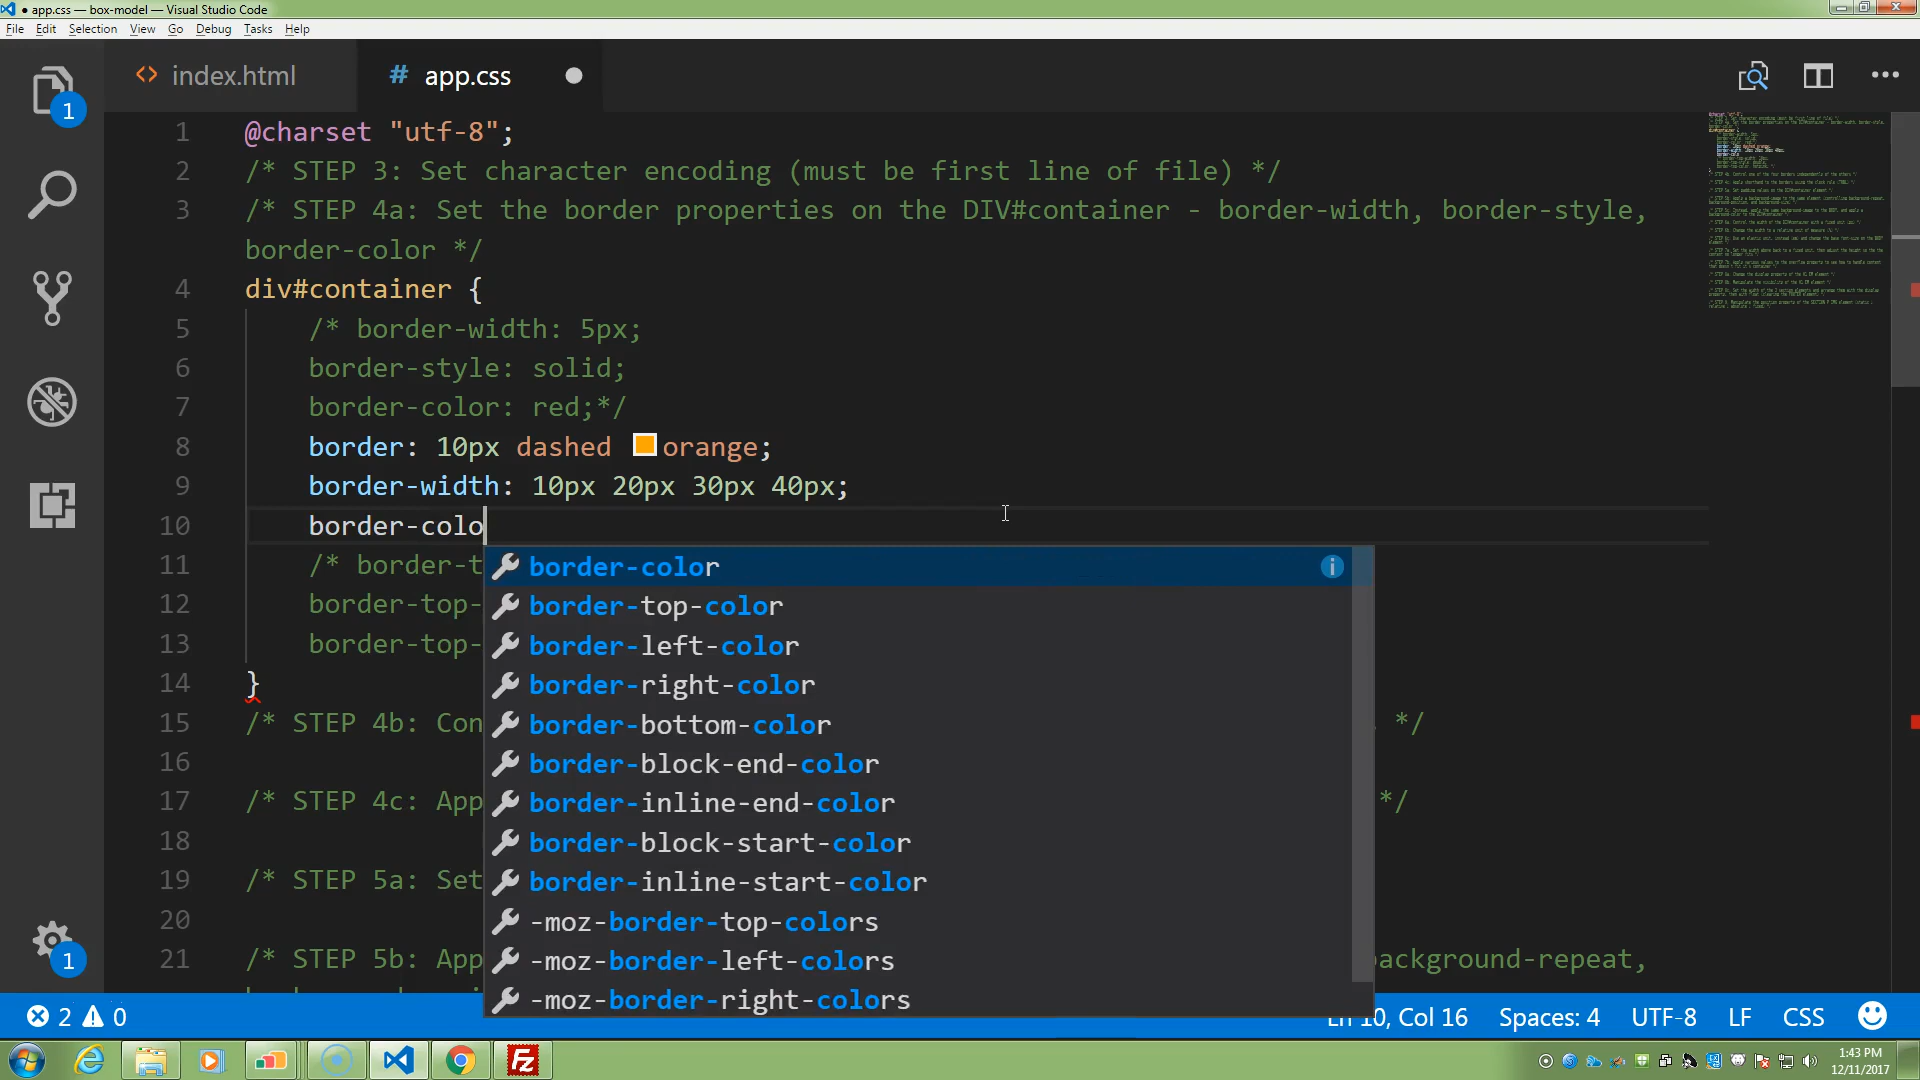 ● app.css — box-model — Visual Studio Code
File Edit Selection View Go Debug Tasks Help
index.html
# app.css
1 @charset "utf-8";
2 /* STEP 3: Set character encoding (must be first line of file) */
3 /* STEP 4a: Set the border properties on the DIV#container - border-width, border-style,
border-color */
4 div#container {
5 /* border-width: 5px;
6 border-style: solid;
7 border-color: red;*/
8 border: 10px dashed orange;
9 border-width: 10px 20px 30px 40px;
10 border-colo
11 /* border-t
12 border-top-
13 border-top-
14 }
15 /* STEP 4b: Con */
16
17 /* STEP 4c: App */
18
19 /* STEP 5a: Set
20
21 /* STEP 5b: App ackground-repeat,
border-color
border-top-color
border-left-color
border-right-color
border-bottom-color
border-block-end-color
border-inline-end-color
border-block-start-color
border-inline-start-color
-moz-border-top-colors
-moz-border-left-colors
-moz-border-right-colors
1
1
2 0 Ln 10, Col 16 Spaces: 4 UTF-8 LF CSS
1:43 PM
12/11/2017